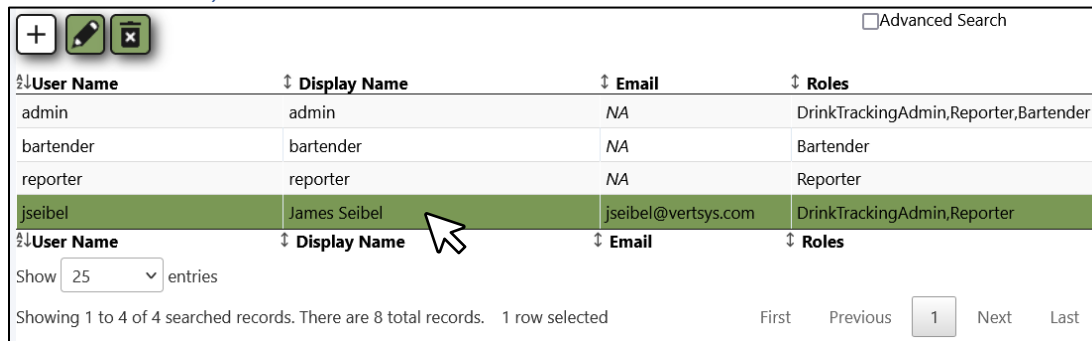 Advanced Search
User Name Display Name Email Roles
admin admin NA DrinkTrackingAdmin,Reporter,Bartender
bartender bartender NA Bartender
reporter reporter NA Reporter
jseibel James Seibel jseibel@vertsys.com DrinkTrackingAdmin,Reporter
User Name Display Name Email Roles
Show 25 entries
Showing 1 to 4 of 4 searched records. There are 8 total records. 1 row selected First Previous 1 Next Last